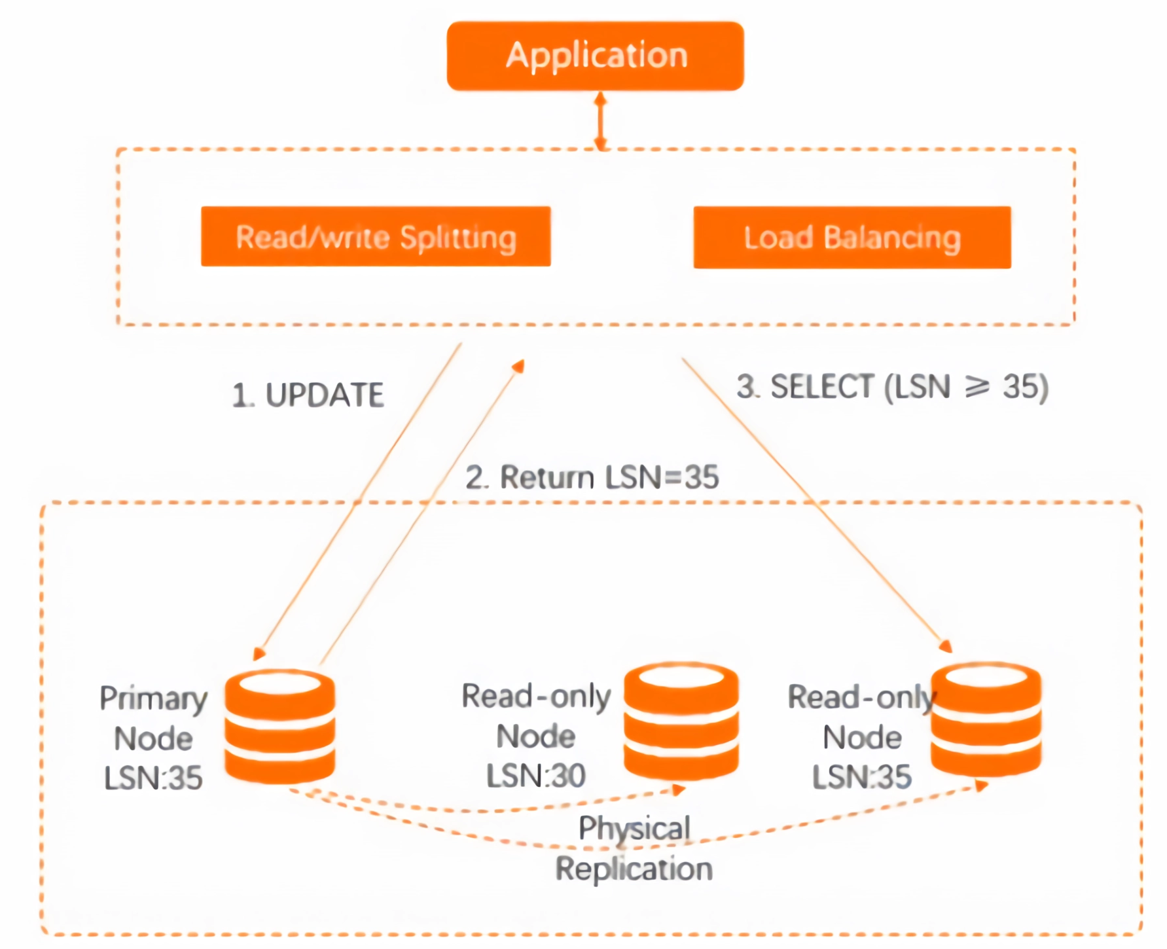 Application
Read/write Splitting
Load Balancing
1. UPDATE
3. SELECT (LSN ⩾ 35)
2. Return LSN=35
Primary
Node
LSN:35
Read-only
Node
LSN:30
Read-only
Node
LSN:35
Physical
Replication